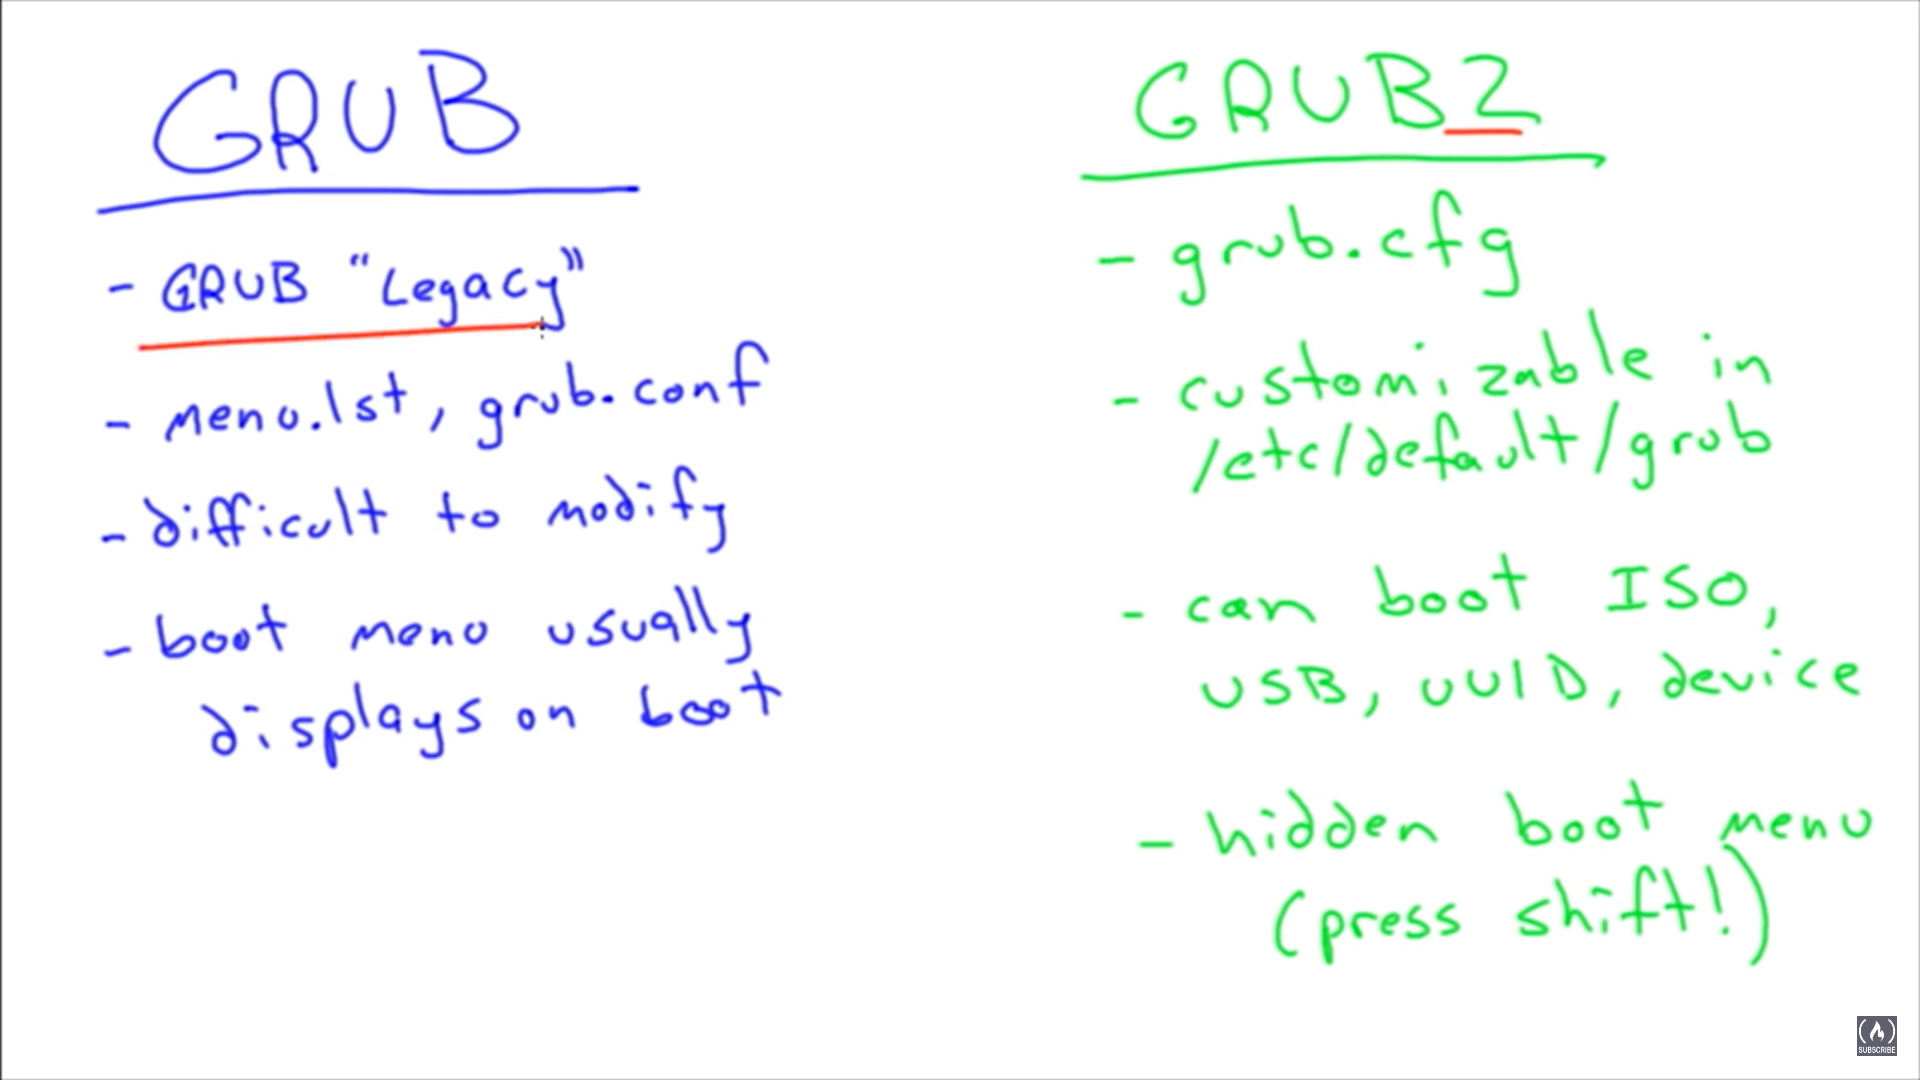 GRUB
- GRUB "Legacy"
- menu.lst, grub.conf
- difficult to modify
- boot menu usually
displays on boot
GRUB2
- grub.cfg
- customizable in
/etc/default/grub
- can boot ISO,
USB, UUID, device
- hidden boot menu
(press shift!)
SUBSCRIBE